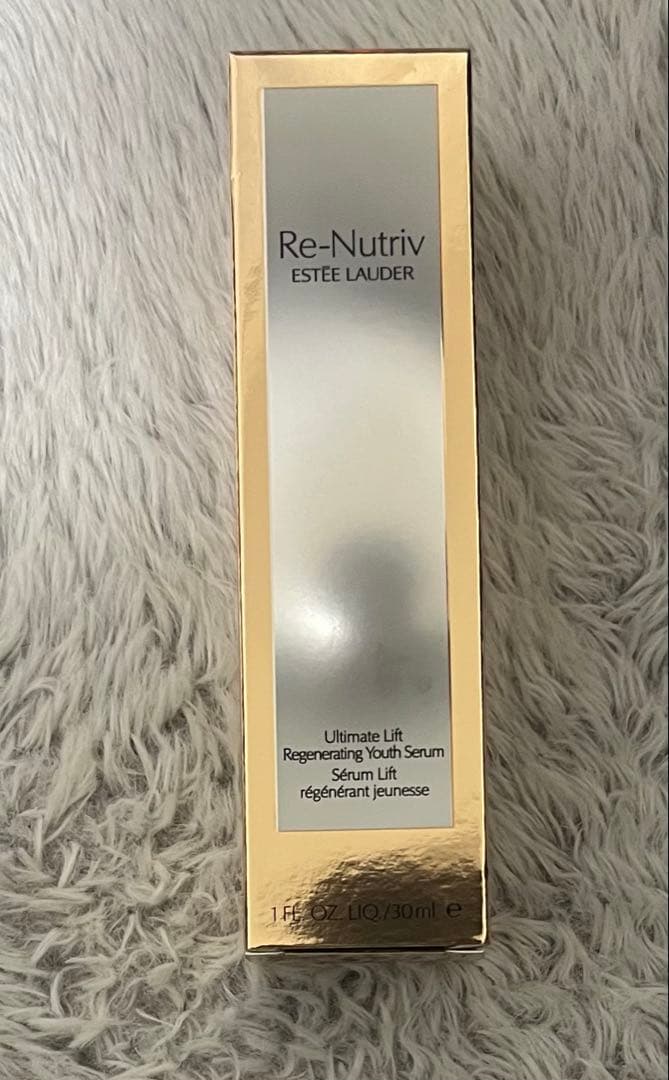 Re-Nutriv
ESTĒE LAUDER
Ultimate Lift
Regenerating Youth Serum
Sérum Lift
régénérant jeunesse
1 FL. OZ. LIQ./30 ml ℮